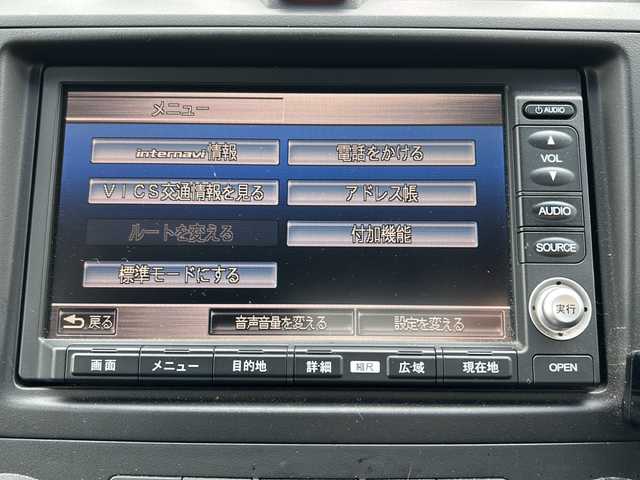 メニュー
internavi情報
電話をかける
VICS交通情報を見る
アドレス帳
ルートを変える
付加機能
標準モードにする
戻る
音声音量を変える
設定を変える
AUDIO
VOL
AUDIO
SOURCE
実行
画面
メニュー
目的地
詳細
縮尺
広域
現在地
OPEN